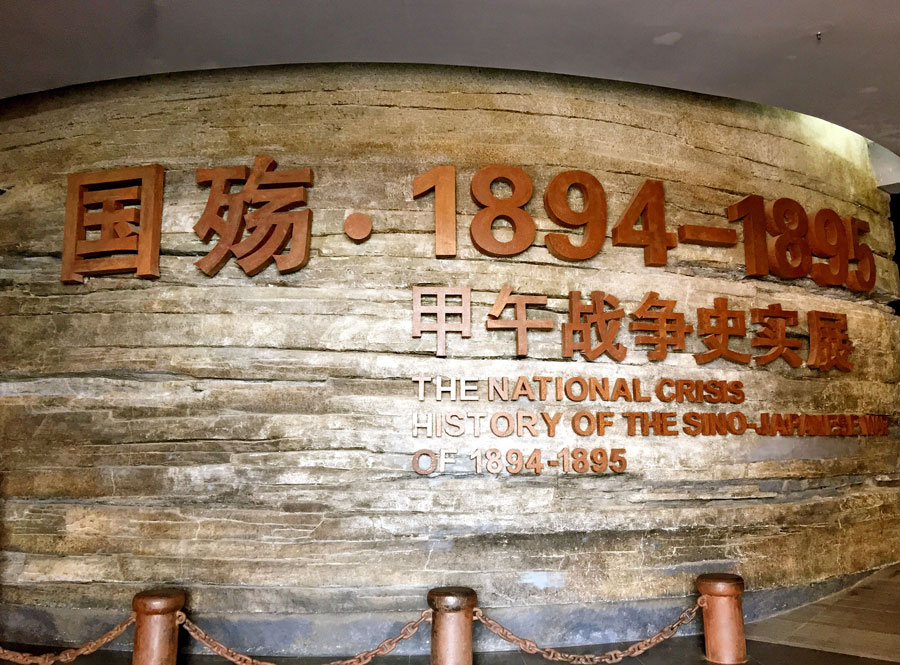 国殇·1894-1895
甲午战争史实展
THE NATIONAL CRISIS
HISTORY OF THE SINO-JAPANESE WAR
OF 1894-1895